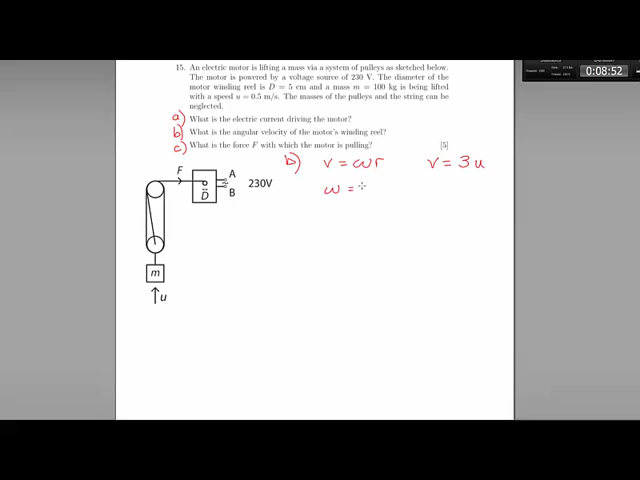 0:08:52
15. An electric motor is lifting a mass via a system of pulleys as sketched below.
The motor is powered by a voltage source of 230 V. The diameter of the
motor winding reel is D = 5 cm and a mass m = 100 kg is being lifted
with a speed u = 0.5 m/s. The masses of the pulleys and the string can be
neglected.
a) What is the electric current driving the motor?
b) What is the angular velocity of the motor's winding reel?
c) What is the force F with which the motor is pulling? [5]
b) v = ωr v = 3u
ω =
F
A
D
B
230V
m
u